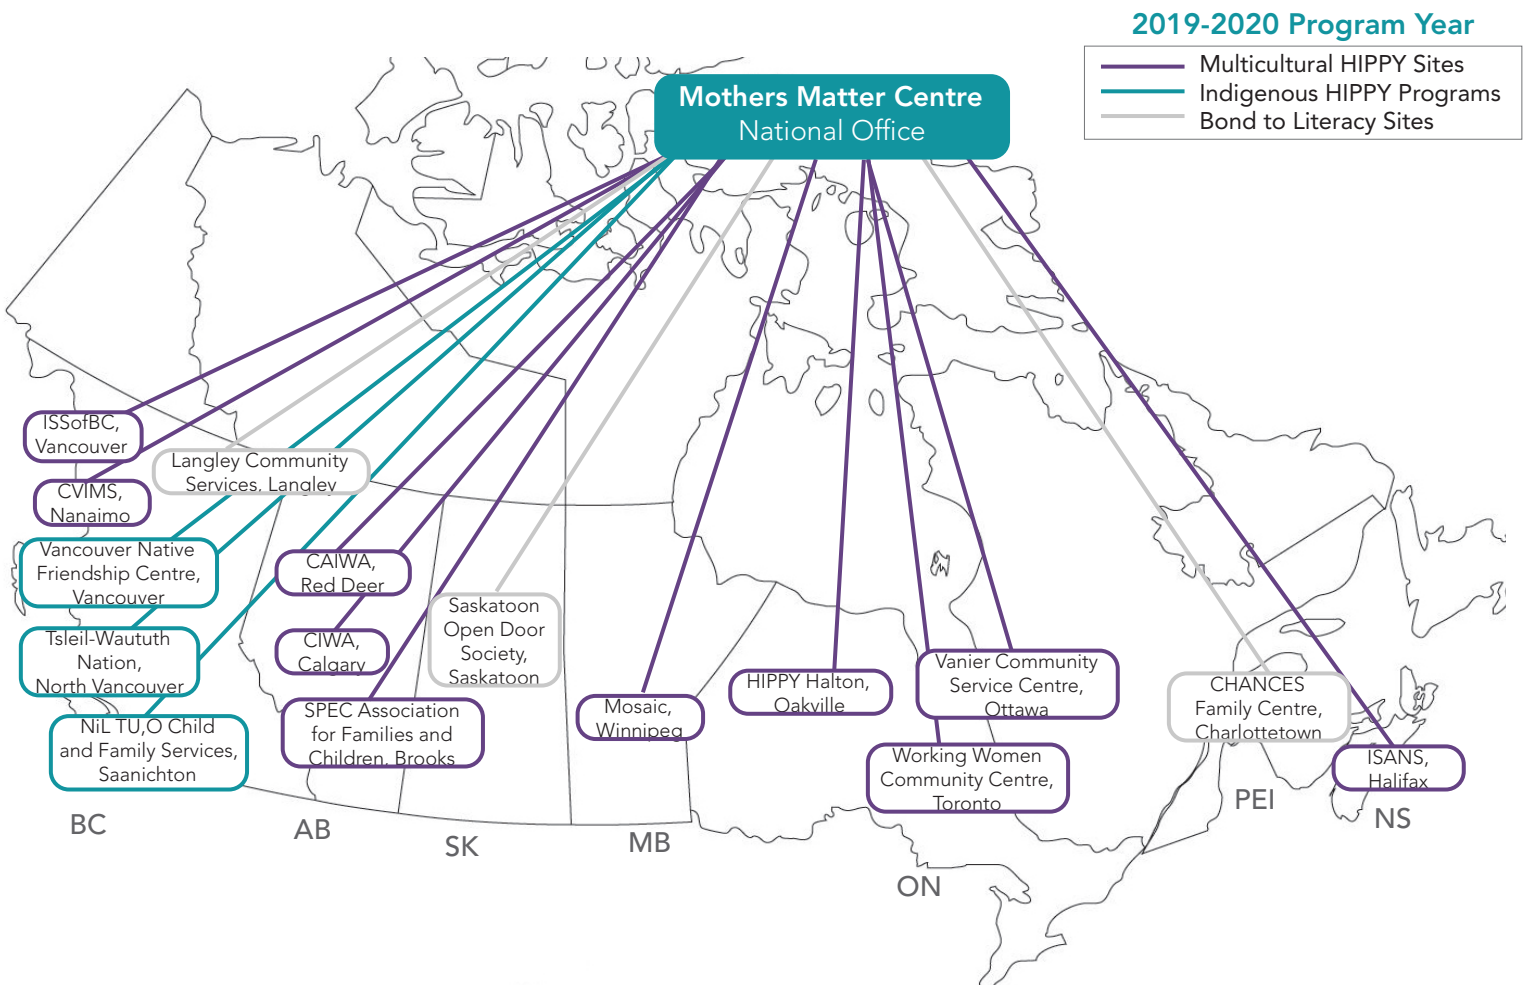 2019-2020 Program Year
Multicultural HIPPY Sites
Indigenous HIPPY Programs
Bond to Literacy Sites
Mothers Matter Centre
National Office
ISSofBC,
Vancouver
CVIMS,
Nanaimo
Langley Community
Services, Langley
Vancouver Native
Friendship Centre,
Vancouver
Tsleil-Waututh
Nation,
North Vancouver
NiL TU,O Child
and Family Services,
Saanichton
CAIWA,
Red Deer
CIWA,
Calgary
SPEC Association
for Families and
Children, Brooks
Saskatoon
Open Door
Society,
Saskatoon
Mosaic,
Winnipeg
HIPPY Halton,
Oakville
Vanier Community
Service Centre,
Ottawa
Working Women
Community Centre,
Toronto
CHANCES
Family Centre,
Charlottetown
ISANS,
Halifax
BC
AB
SK
MB
ON
PEI
NS